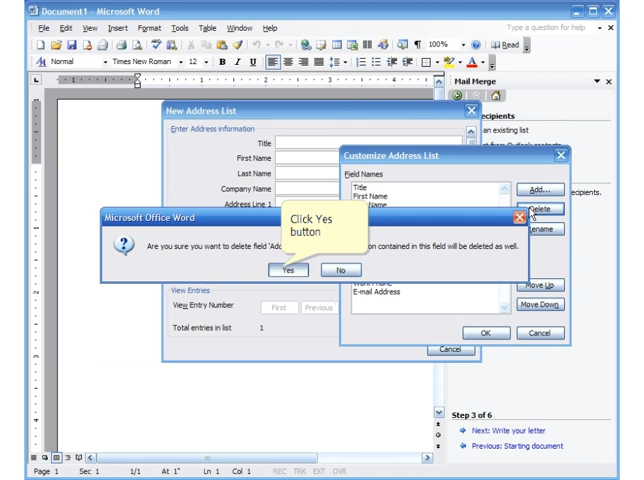 Document1 - Microsoft Word
File Edit View Insert Format Tools Table Window Help
Type a question for help
100%
Read
Normal
Times New Roman
12
B I U
Mail Merge
ecipients
an existing list
ecipients.
New Address List
Enter Address information
Title
First Name
Last Name
Company Name
Address Line 1
Customize Address List
Field Names
Title
First Name
Add...
Delete
Rename
Move Up
Move Down
E-mail Address
OK
Cancel
Microsoft Office Word
Are you sure you want to delete field 'Add
on contained in this field will be deleted as well.
Yes
No
Click Yes
button
View Entries
View Entry Number
First
Previous
Total entries in list
1
Cancel
Step 3 of 6
Next: Write your letter
Previous: Starting document
Page 1 Sec 1 1/1 At 1" Ln 1 Col 1 REC TRK EXT OVR